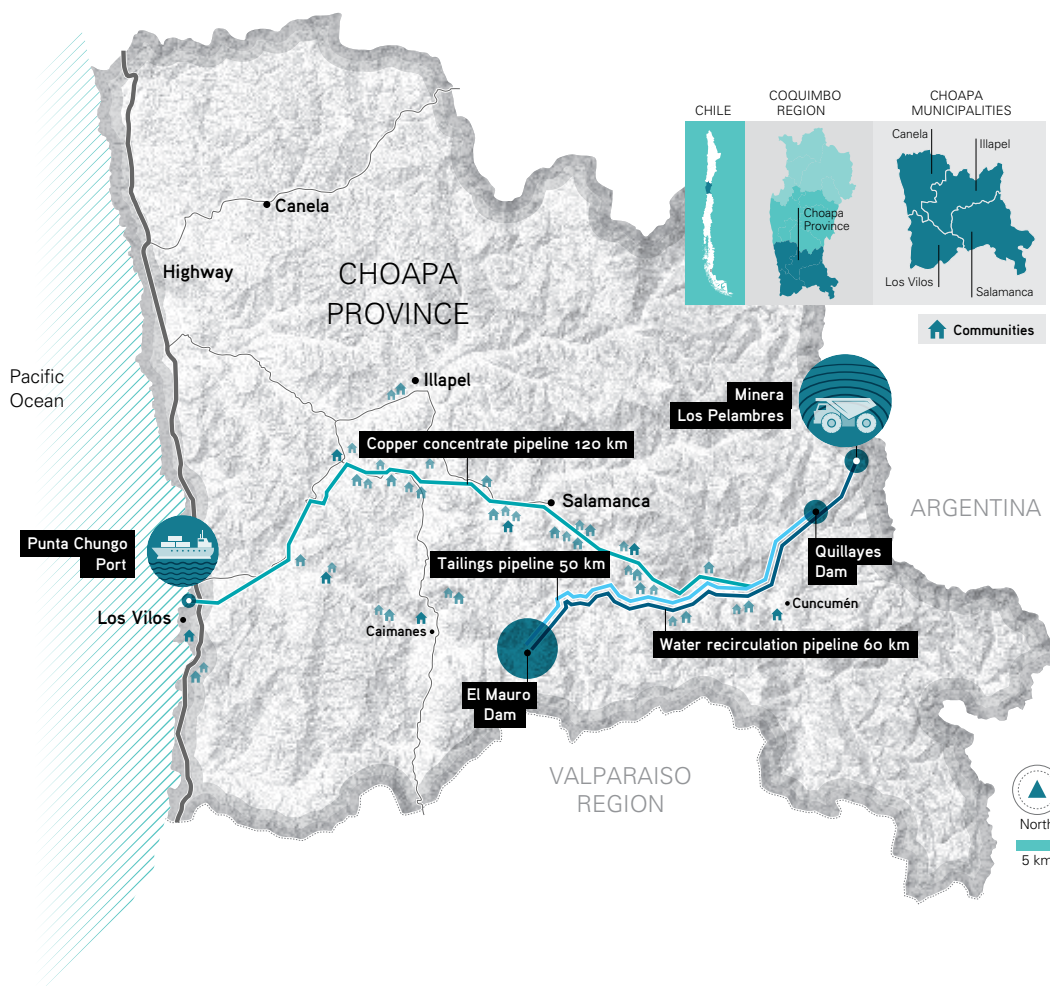 CHILE
COQUIMBO
REGION
CHOAPA
MUNICIPALITIES
Canela
Illapel
Choapa
Province
Los Vilos
Salamanca
Communities
Canela
Highway
CHOAPA
PROVINCE
Pacific
Ocean
Illapel
Minera
Los Pelambres
Copper concentrate pipeline 120 km
Salamanca
ARGENTINA
Punta Chungo
Port
Tailings pipeline 50 km
Quillayes
Dam
Cuncumén
Los Vilos
Caimanes
Water recirculation pipeline 60 km
El Mauro
Dam
VALPARAISO
REGION
North
5 km